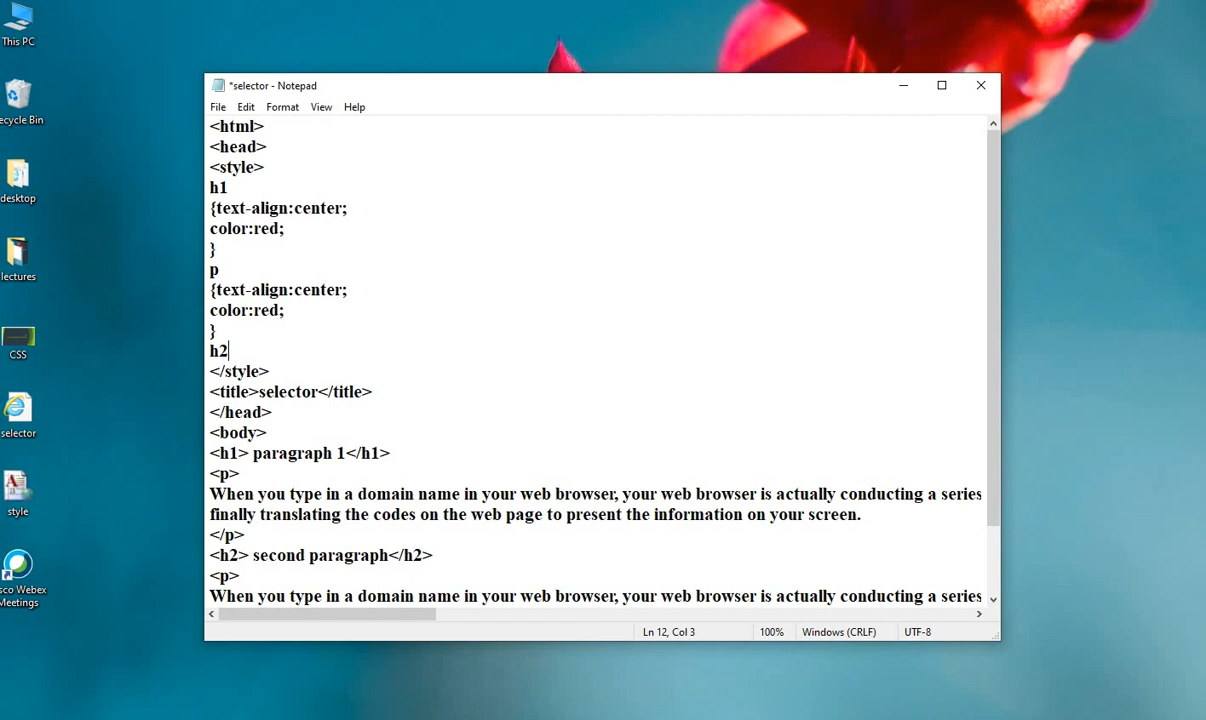 This PC
ecycle Bin
desktop
lectures
CSS
selector
style
sco Webex
Meetings
*selector - Notepad
File Edit Format View Help
<html>
<head>
<style>
h1
{text-align:center;
color:red;
}
p
{text-align:center;
color:red;
}
h2
</style>
<title>selector</title>
</head>
<body>
<h1> paragraph 1</h1>
<p>
When you type in a domain name in your web browser, your web browser is actually conducting a series
finally translating the codes on the web page to present the information on your screen.
</p>
<h2> second paragraph</h2>
<p>
When you type in a domain name in your web browser, your web browser is actually conducting a series
Ln 12, Col 3 100% Windows (CRLF) UTF-8